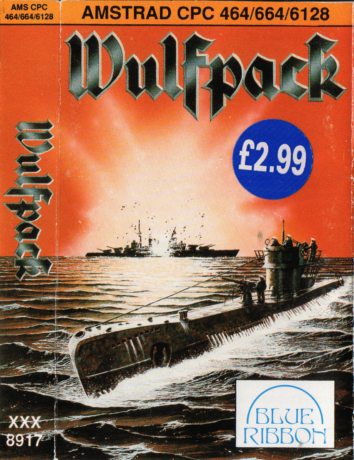 AMS CPC
464/664/6128
Wulfpack
XXX
8917
AMSTRAD CPC 464/664/6128
Wulfpack
£2.99
BLUE
RIBBON